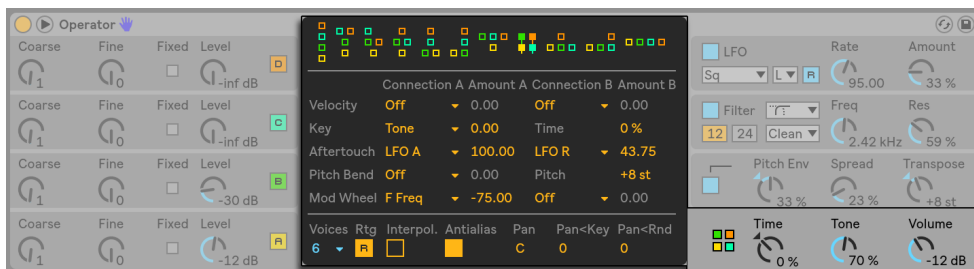 Operator
Coarse Fine Fixed Level
1 0 -inf dB D
Coarse Fine Fixed Level
1 0 -inf dB C
Coarse Fine Fixed Level
1 0 -30 dB B
Coarse Fine Fixed Level
1 0 -12 dB A
Connection A Amount A Connection B Amount B
Velocity Off 0.00 Off 0.00
Key Tone 0.00 Time 0 %
Aftertouch LFO A 100.00 LFO R 43.75
Pitch Bend Off 0.00 Pitch +8 st
Mod Wheel F Freq -75.00 Off 0.00
Voices Rtg Interpol. Antialias Pan Pan<Key Pan<Rnd
6 R C 0 0
LFO Rate Amount
Sq L R 95.00 33 %
Filter Freq Res
12 24 Clean 2.42 kHz 59 %
Pitch Env Spread Transpose
33 % 23 % +8 st
Time Tone Volume
0 % 70 % -12 dB